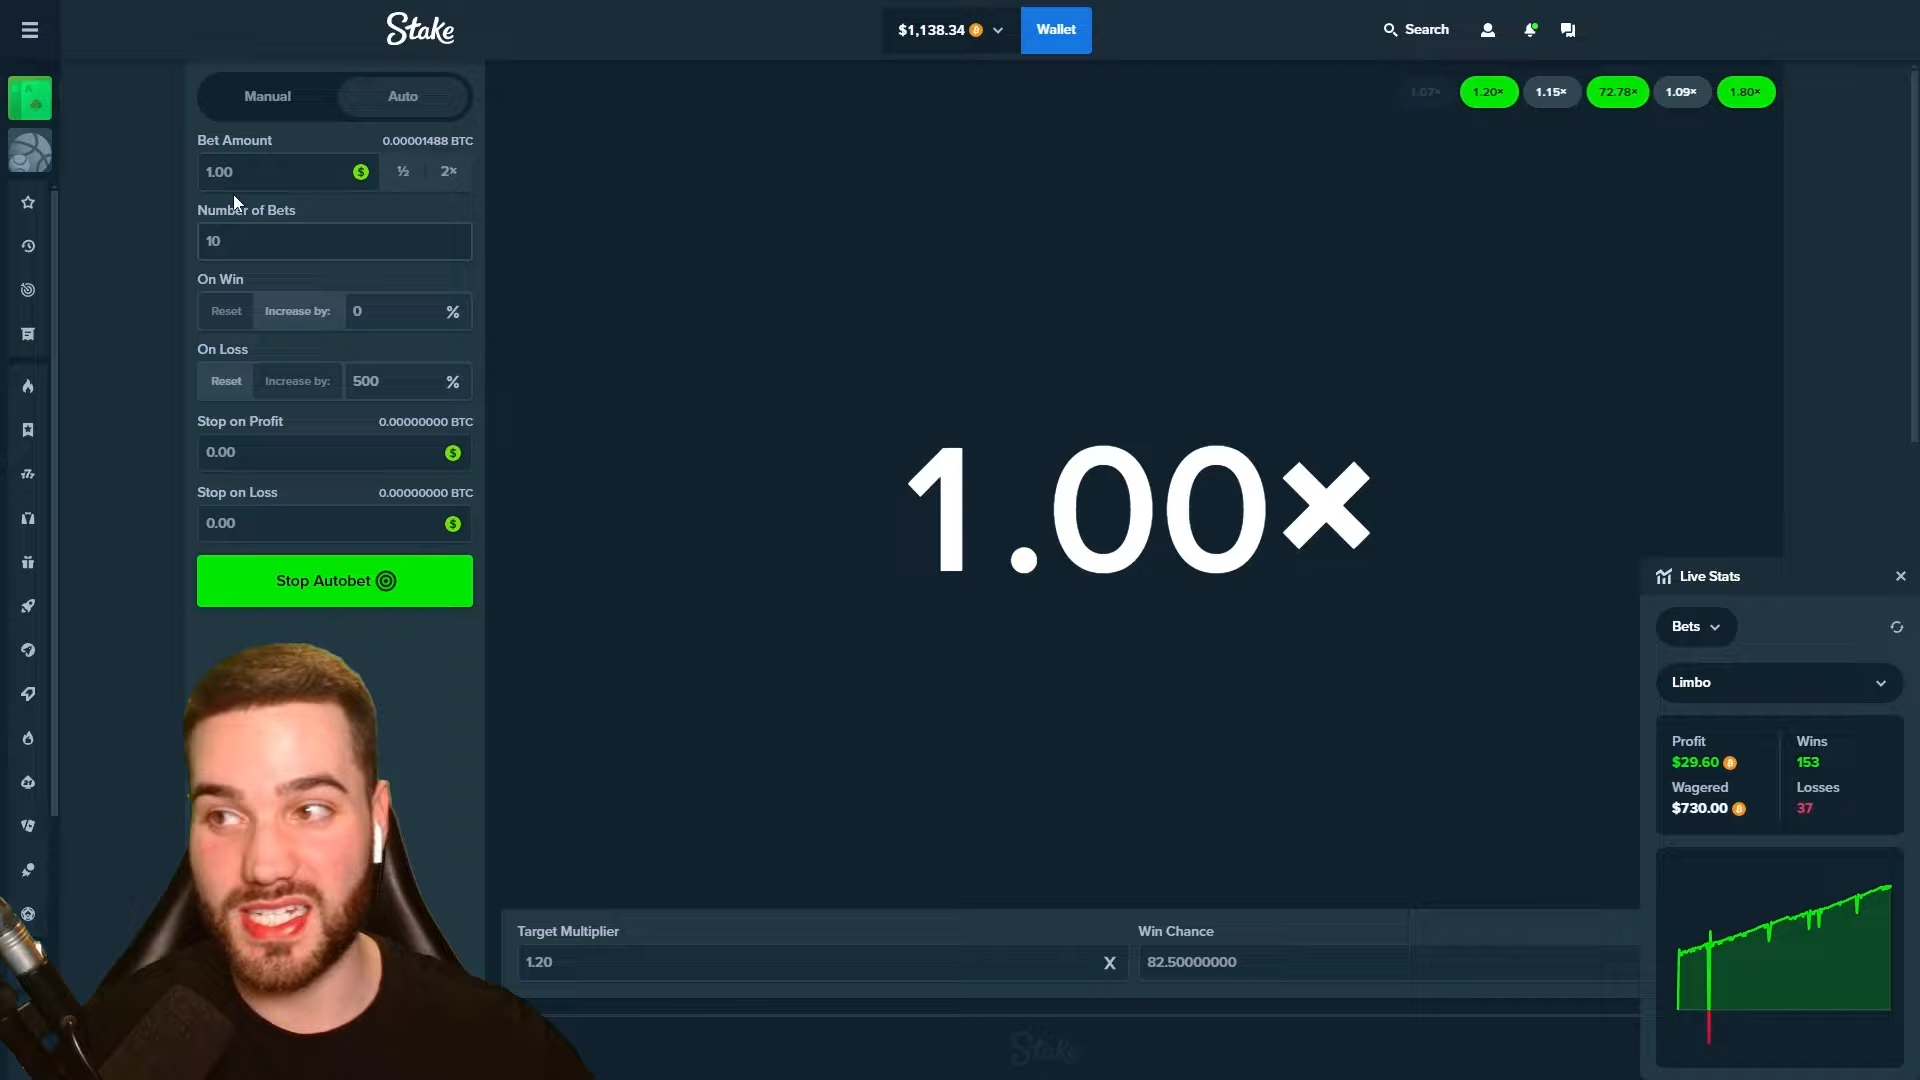 Stake
$1,138.34
Wallet
Search
Manual
Auto
1.07×
1.20×
1.15×
72.78×
1.09×
1.80×
Bet Amount
0.00001488 BTC
1.00
½
2×
Number of Bets
10
On Win
Reset
Increase by:
0
%
On Loss
Reset
Increase by:
500
%
Stop on Profit
0.00000000 BTC
0.00
Stop on Loss
0.00000000 BTC
0.00
Stop Autobet
1.00×
Live Stats
Bets
Limbo
Profit
Wins
$29.60
153
Wagered
Losses
$730.00
37
Target Multiplier
Win Chance
1.20
X
82.50000000
Stake